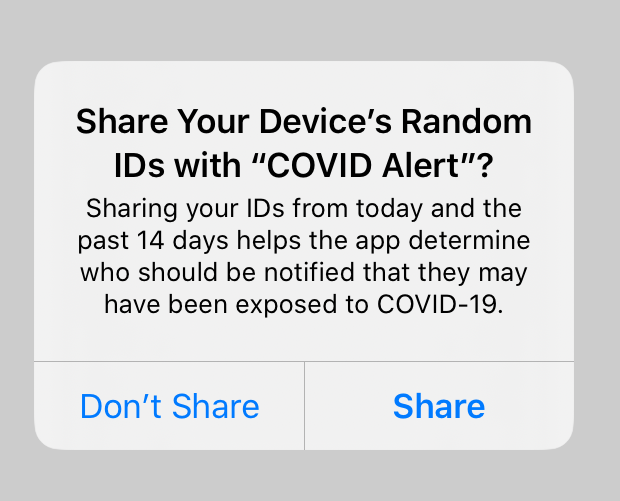 Share Your Device’s Random
IDs with “COVID Alert”?
Sharing your IDs from today and the
past 14 days helps the app determine
who should be notified that they may
have been exposed to COVID-19.
Don’t Share
Share